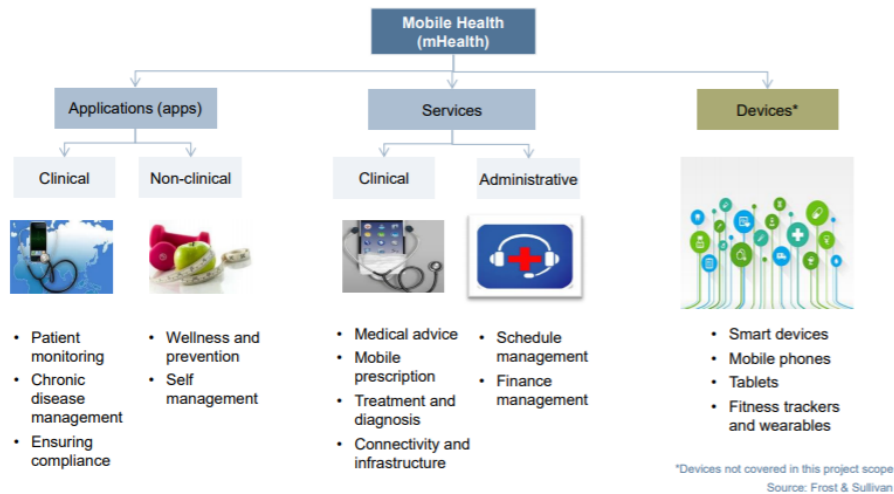 Mobile Health
(mHealth)
Applications (apps)
Services
Devices*
Clinical
Non-clinical
Clinical
Administrative
• Patient
monitoring
• Chronic
disease
management
• Ensuring
compliance
• Wellness and
prevention
• Self
management
• Medical advice
• Mobile
prescription
• Treatment and
diagnosis
• Connectivity and
infrastructure
• Schedule
management
• Finance
management
• Smart devices
• Mobile phones
• Tablets
• Fitness trackers
and wearables
*Devices not covered in this project scope
Source: Frost & Sullivan